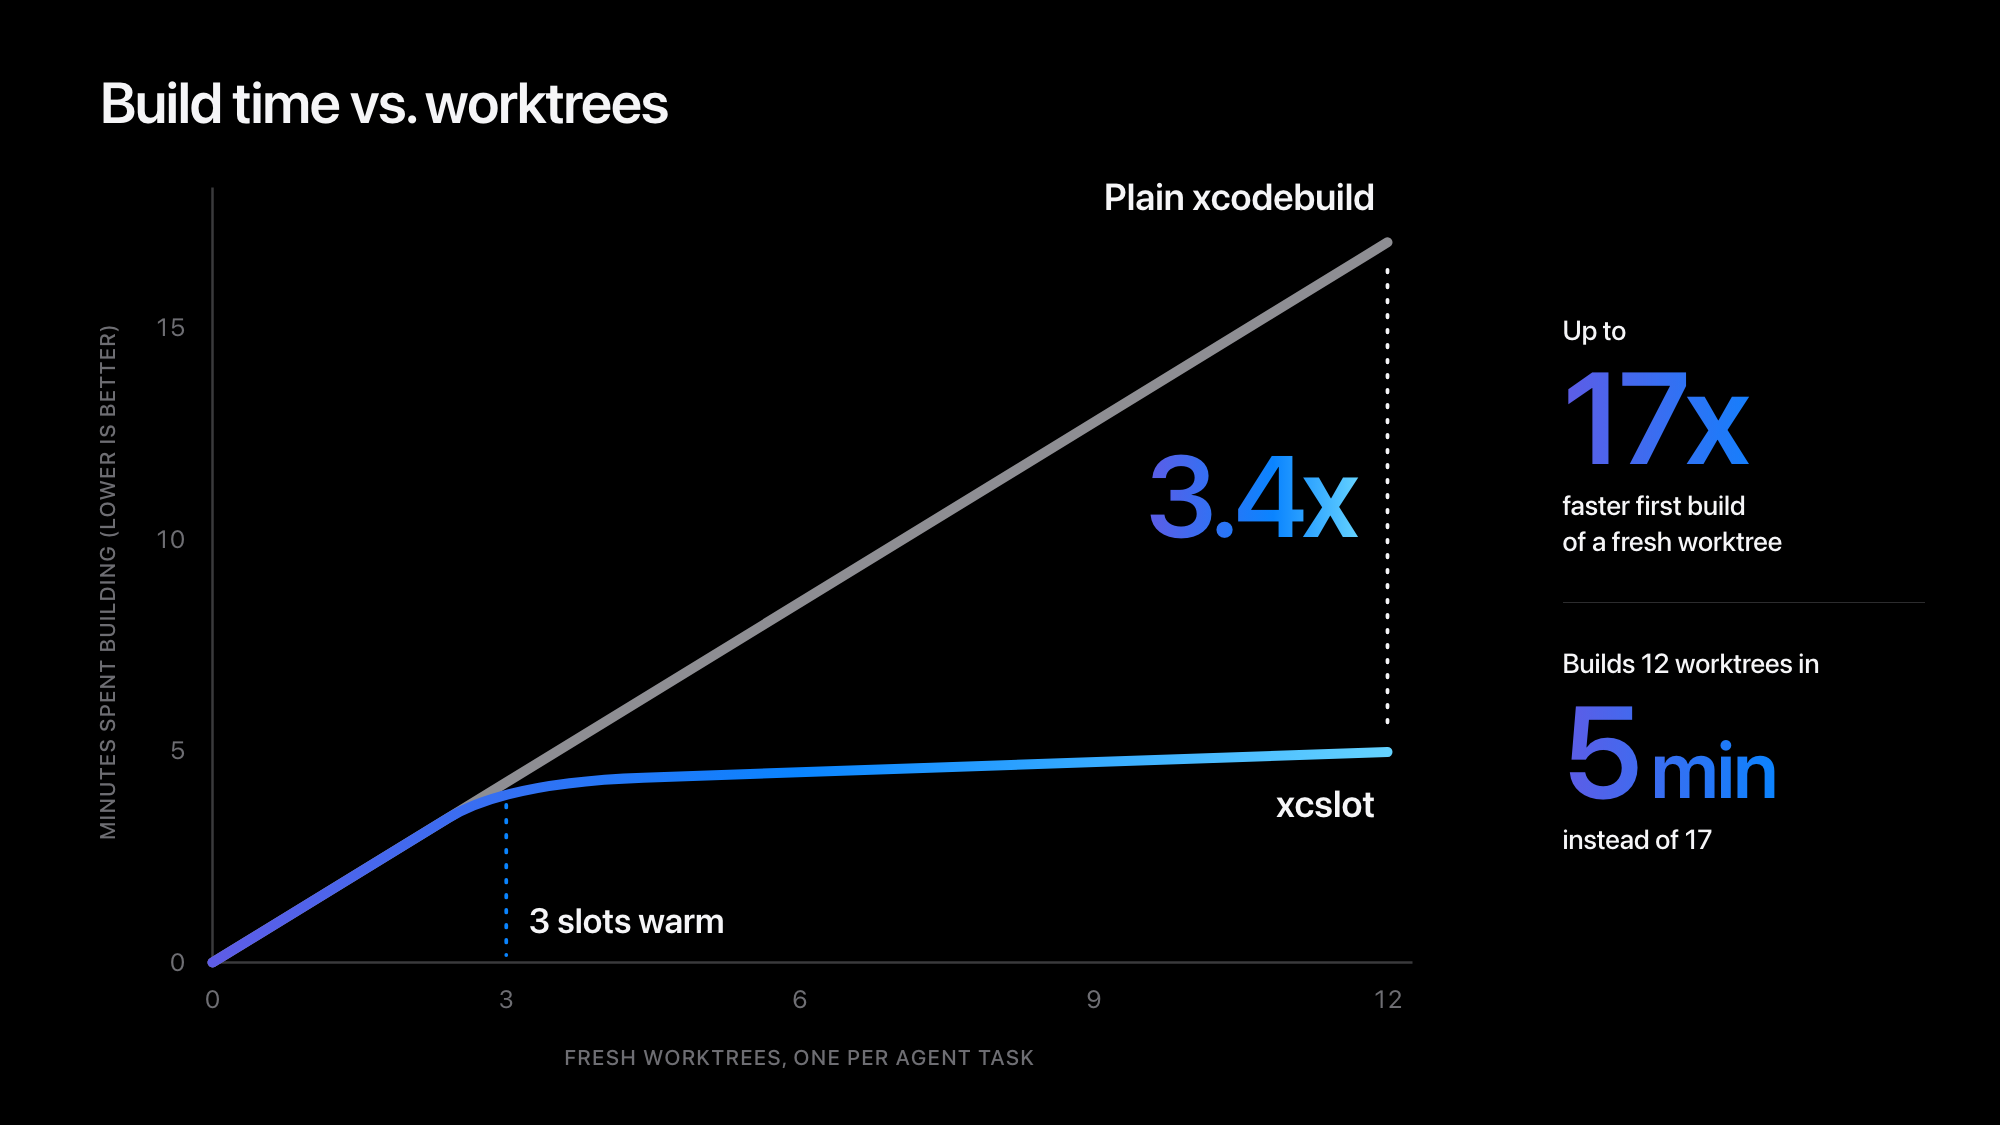 Build time vs. worktrees
Plain xcodebuild
MINUTES SPENT BUILDING (LOWER IS BETTER)
15
10
5
0
3.4x
xcslot
3 slots warm
0
3
6
9
12
FRESH WORKTREES, ONE PER AGENT TASK
Up to
17x
faster first build
of a fresh worktree
Builds 12 worktrees in
5 min
instead of 17